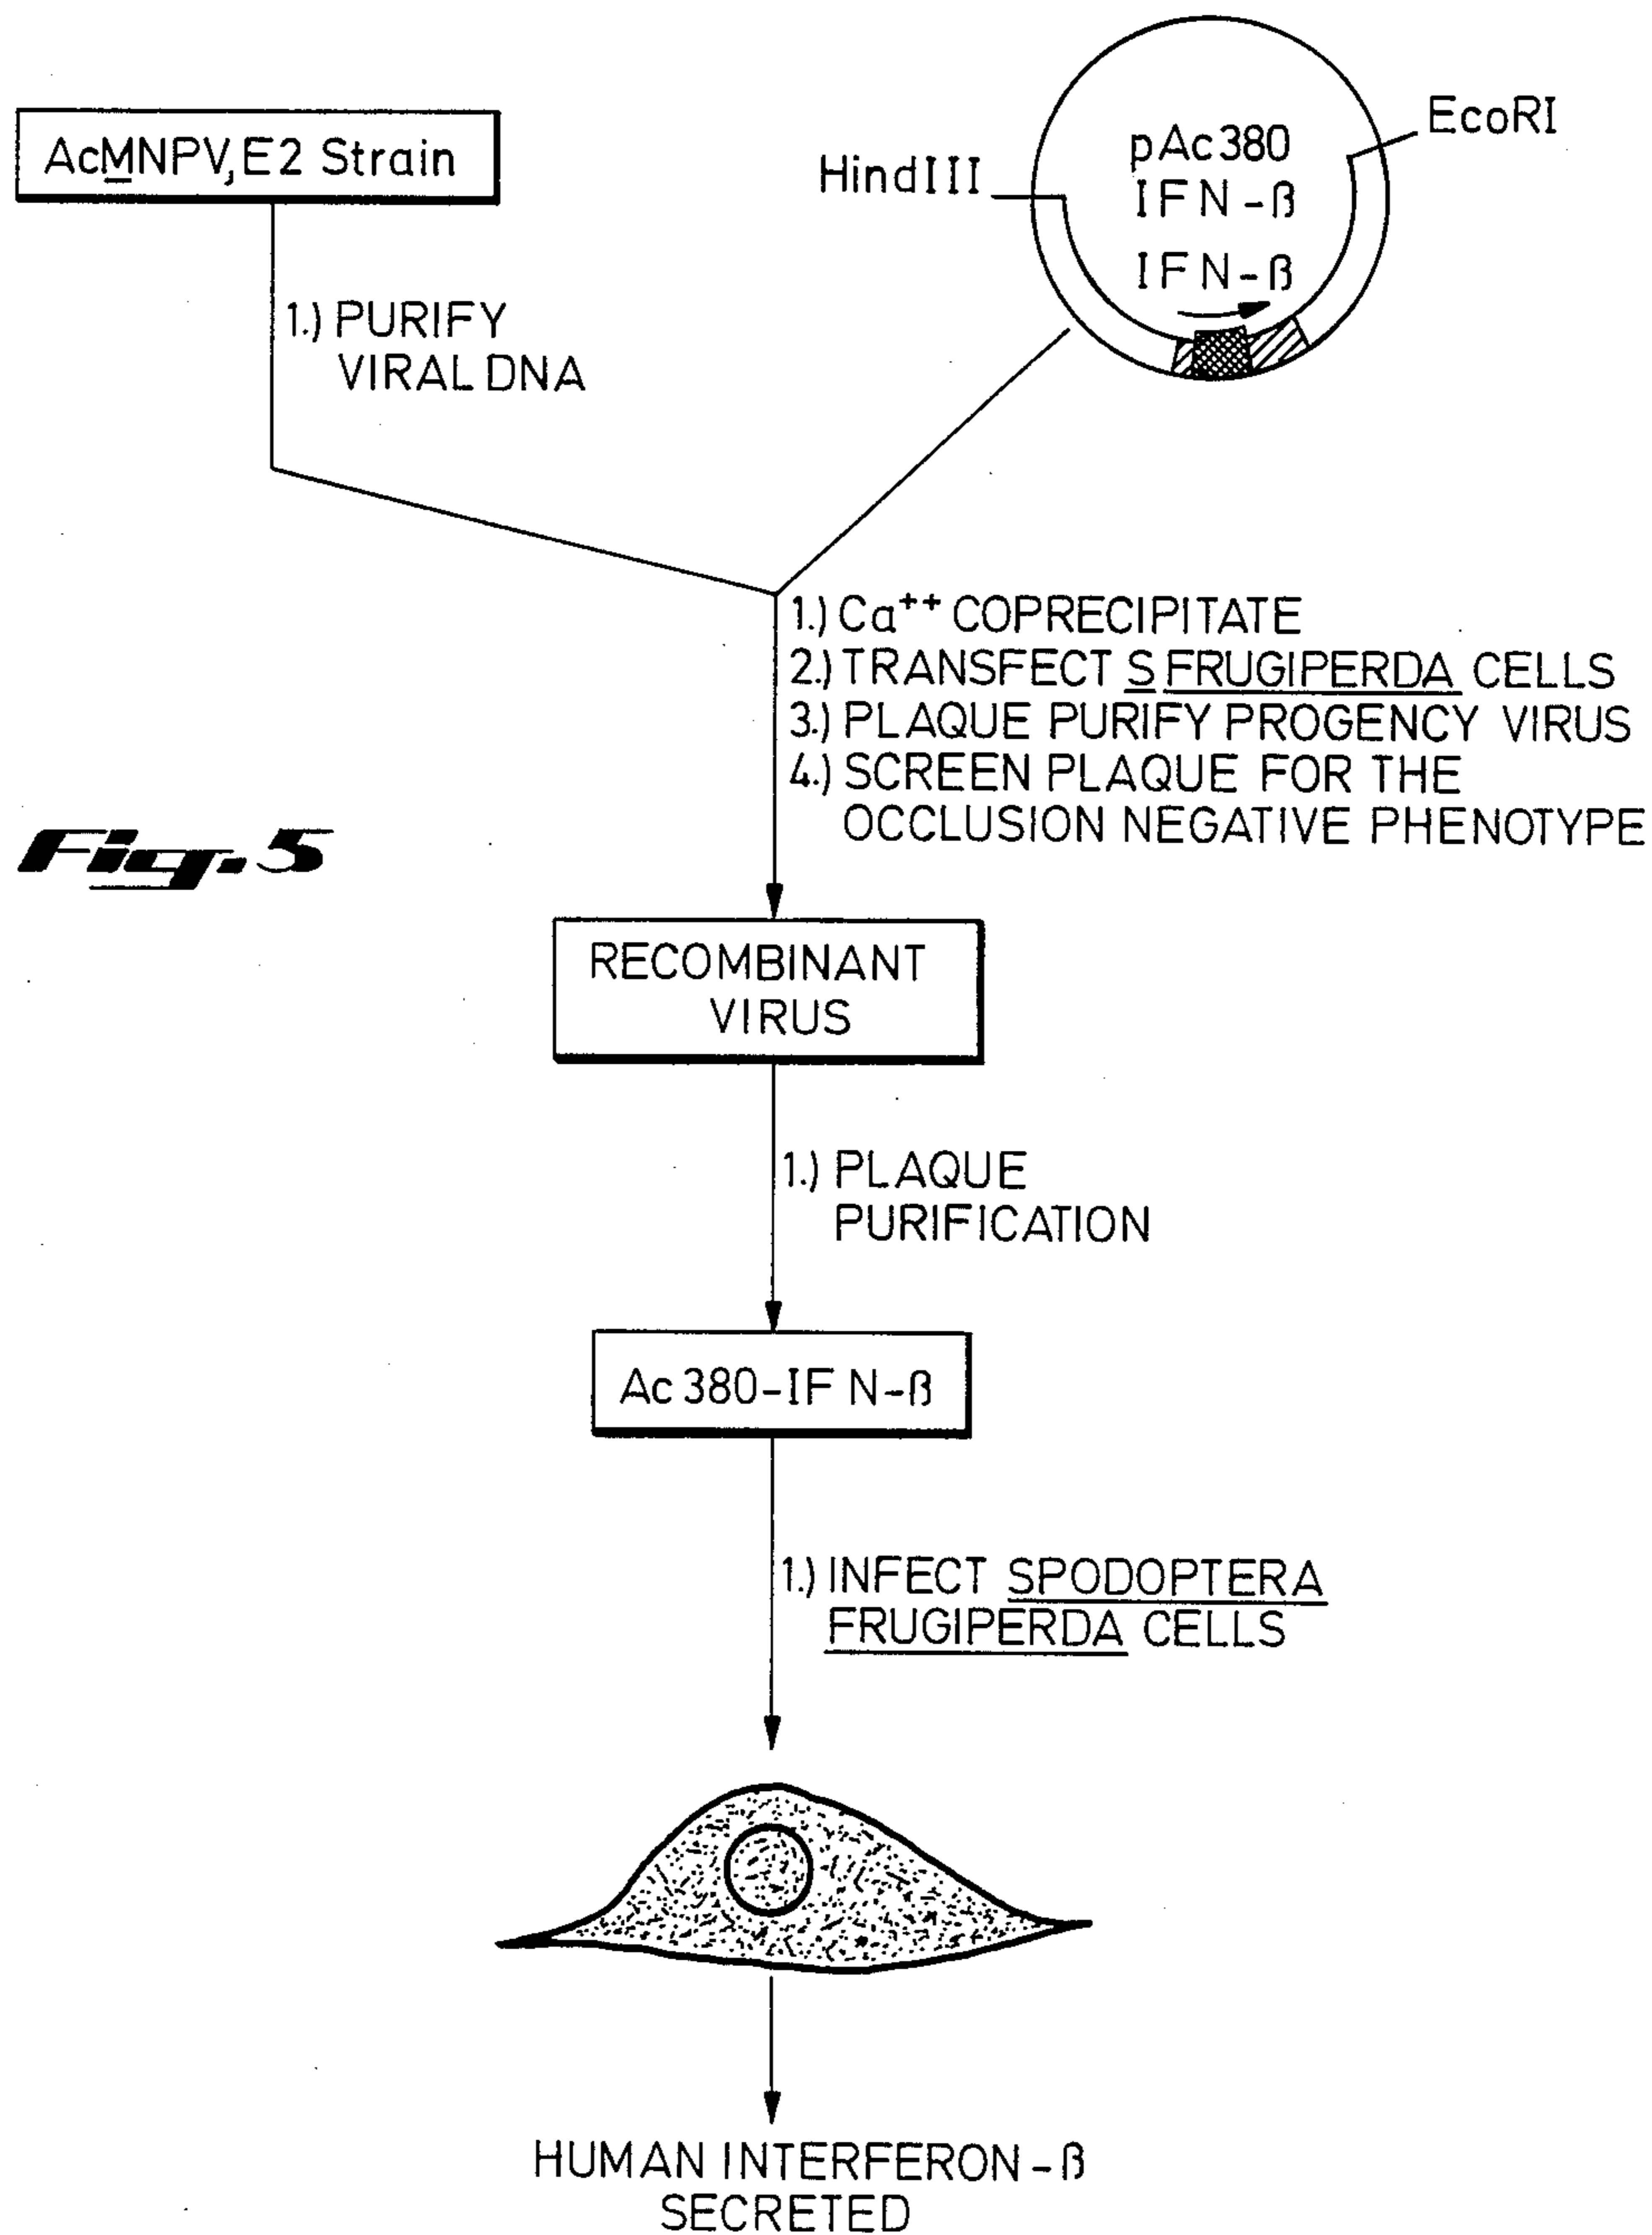 AcMNPV,E2 Strain
HindIII
EcoRI
pAc380
IFN-β
IFN-β
1.) PURIFY
VIRAL DNA
1.) Ca++ COPRECIPITATE
2.) TRANSFECT S FRUGIPERDA CELLS
3.) PLAQUE PURIFY PROGENCY VIRUS
4.) SCREEN PLAQUE FOR THE
OCCLUSION NEGATIVE PHENOTYPE
Fig. 5
RECOMBINANT
VIRUS
1.) PLAQUE
PURIFICATION
Ac 380-IF N-β
1.) INFECT SPODOPTERA
FRUGIPERDA CELLS
HUMAN INTERFERON-β
SECRETED